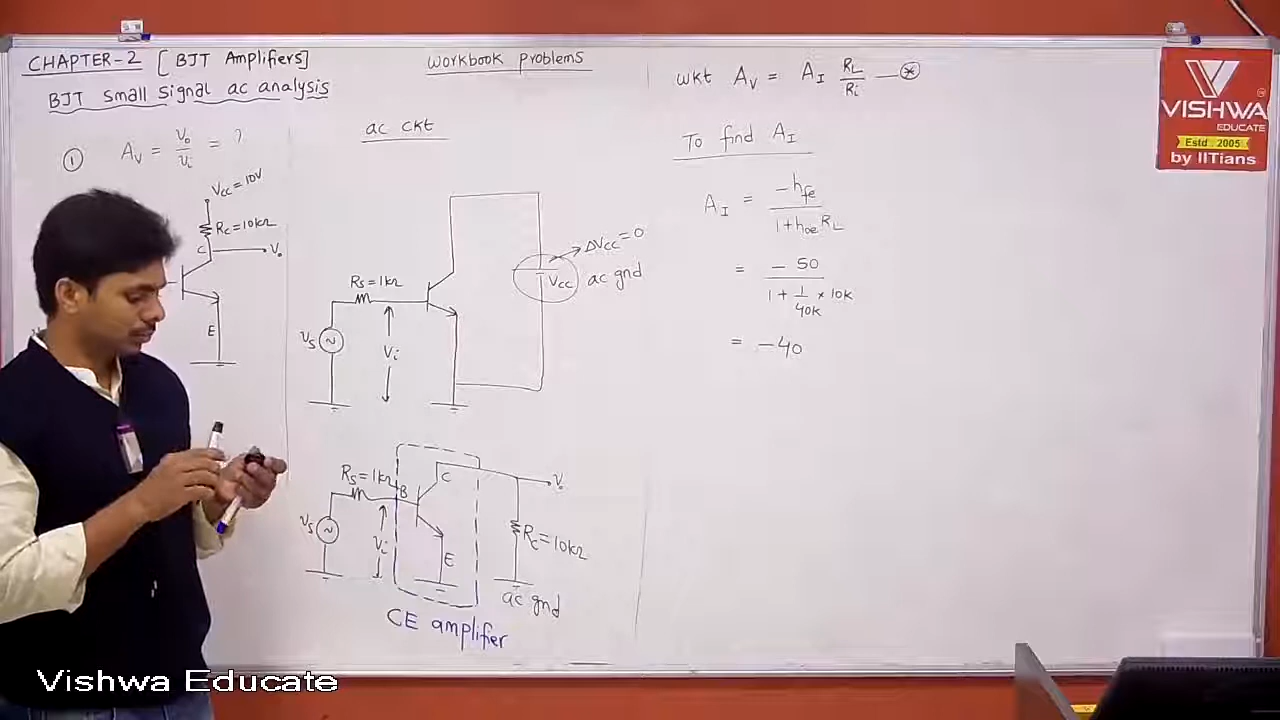 CHAPTER-2 [BJT Amplifiers]
BJT small signal ac analysis
① Av = Vo/Vi = ?
Vcc = 10V
Rc = 10kΩ
C
Vo
E
workbook problems
ac ckt
Rs = 1kΩ
Vs
Vi
Vcc
ΔVcc = 0
ac gnd
Rs = 1kΩ
B
C
E
Vs
Vi
Vo
Rc = 10kΩ
ac gnd
CE amplifier
wkt Av = AI RL/Ri —⊛
To find AI
AI = -hfe/1+hoe RL
= -50/1+1/40k×10k
= -40
VISHWA
EDUCATE
Estd. 2005
by IITians
Vishwa Educate